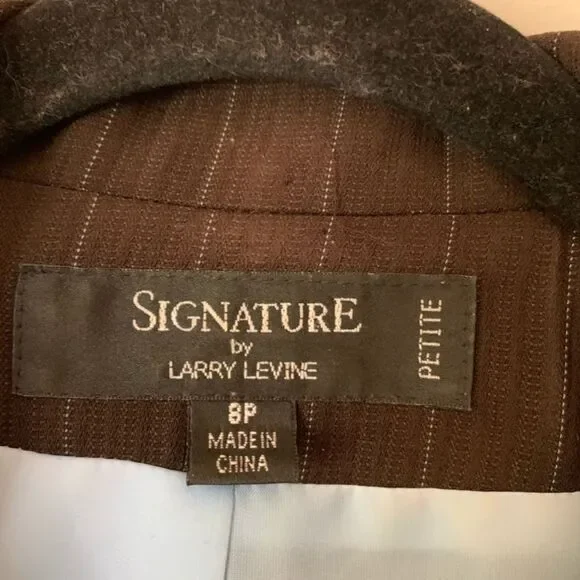 SIGNATURE
by
LARRY LEVINE
PETITE
8P
MADE IN
CHINA